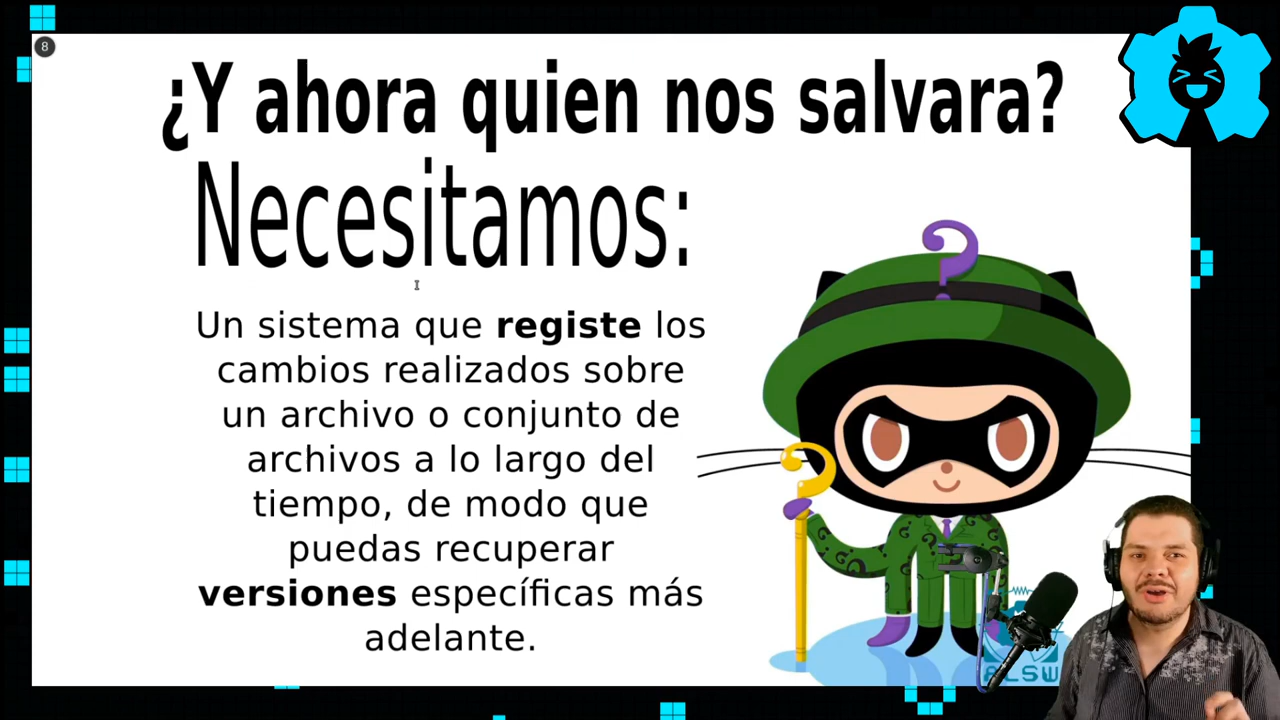 8
¿Y ahora quien nos salvara?
Necesitamos:
Un sistema que registe los
cambios realizados sobre
un archivo o conjunto de
archivos a lo largo del
tiempo, de modo que
puedas recuperar
versiones específicas más
adelante.